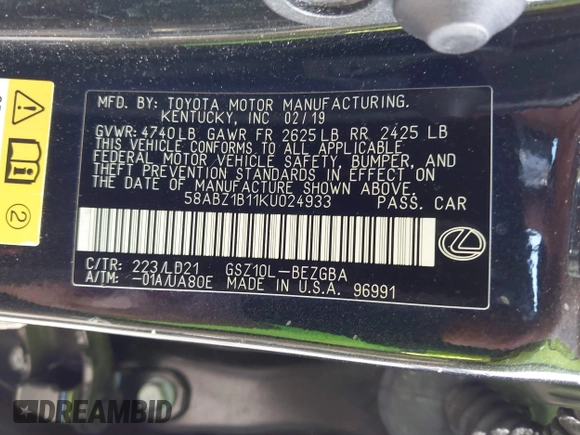 MFD. BY: TOYOTA MOTOR MANUFACTURING.
KENTUCKY, INC 02/19
GVWR: 4740LB GAWR FR 2625LB RR 2425 LB
THIS VEHICLE CONFORMS TO ALL APPLICABLE
FEDERAL MOTOR VEHICLE SAFETY, BUMPER, AND
THEFT PREVENTION STANDARDS IN EFFECT ON
THE DATE OF MANUFACTURE SHOWN ABOVE.
58ABZ1B11KU024933 PASS. CAR
C/TR: 223/LD21 GSZ10L-BEZGBA
A/TM: -01A/UA80E MADE IN U.S.A. 96991
2
DREAMBID